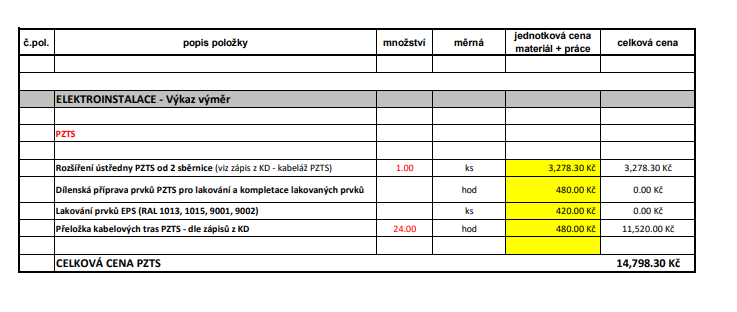 č.pol. popis položky množství měrná jednotková cena materiál + práce celková cena
ELEKTROINSTALACE - Výkaz výměr
PZTS
Rozšíření ústředny PZTS od 2 sběrnice (viz zápis z KD - kabeláž PZTS) 1.00 ks 3,278.30 Kč 3,278.30 Kč
Dílenská příprava prvků PZTS pro lakování a kompletace lakovaných prvků hod 480.00 Kč 0.00 Kč
Lakování prvků EPS (RAL 1013, 1015, 9001, 9002) ks 420.00 Kč 0.00 Kč
Přeložka kabelových tras PZTS - dle zápisů z KD 24.00 hod 480.00 Kč 11,520.00 Kč
CELKOVÁ CENA PZTS 14,798.30 Kč